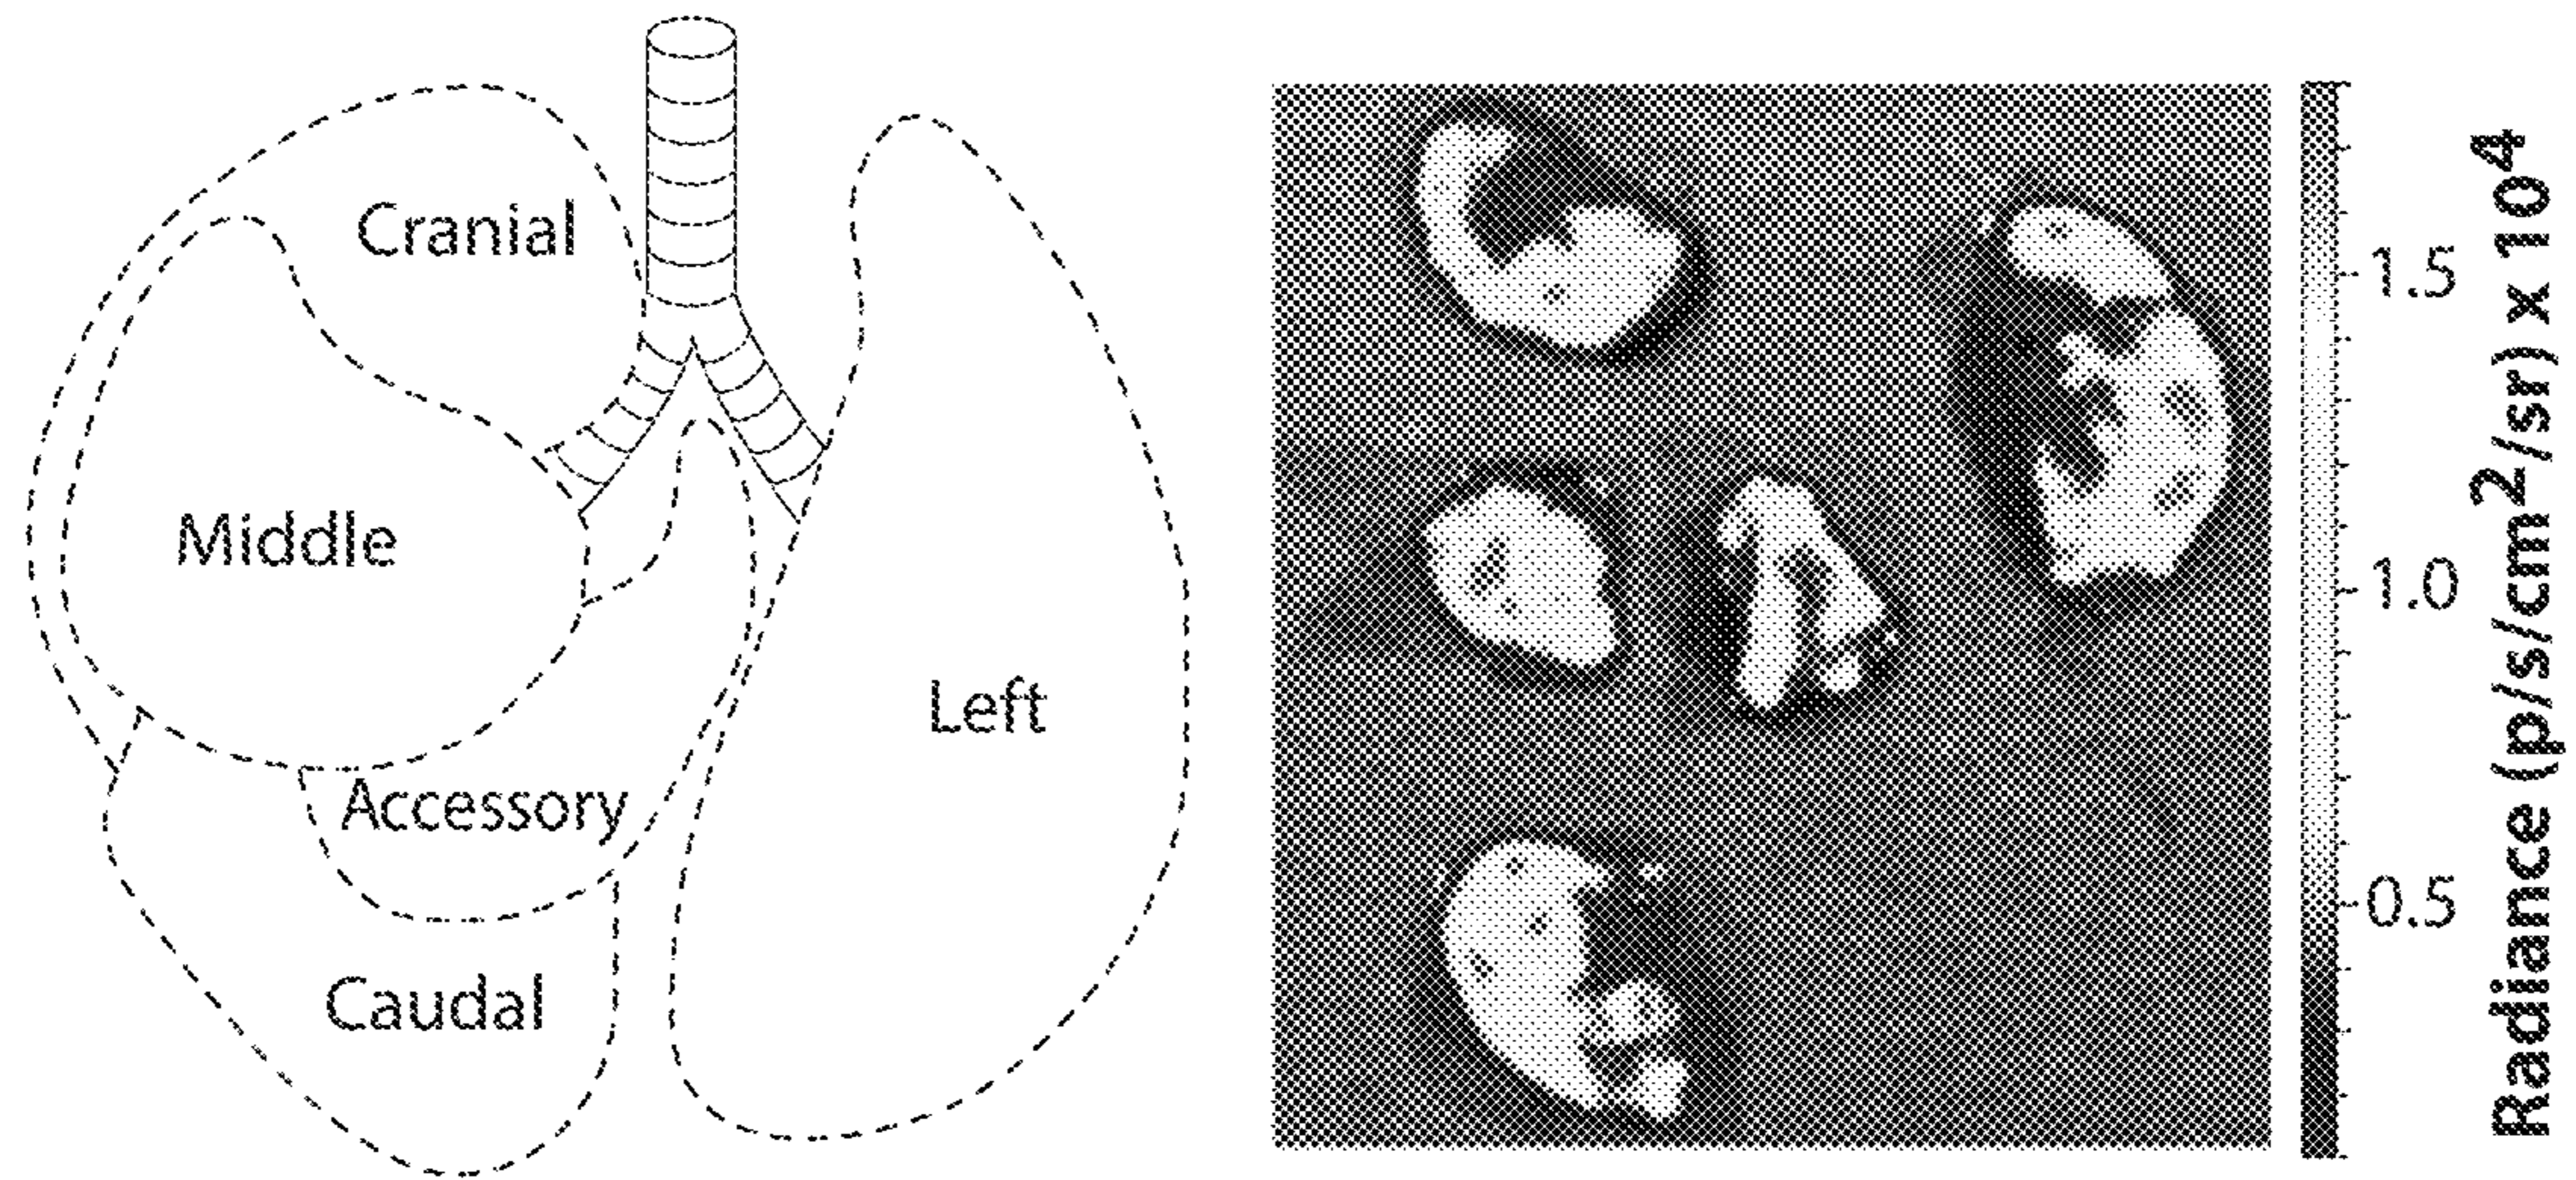 Cranial
Middle
Accessory
Caudal
Left
1.5
1.0
0.5
Radiance (p/s/cm²/sr) x 10⁴